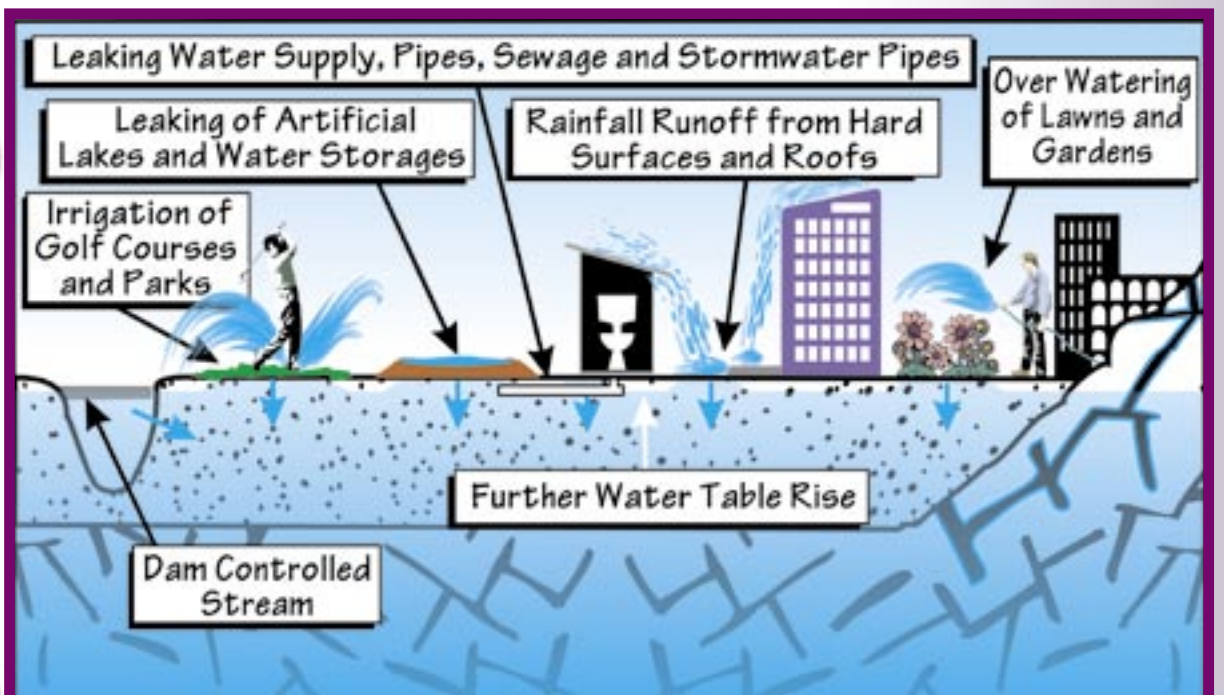 Leaking Water Supply, Pipes, Sewage and Stormwater Pipes
Leaking of Artificial
Lakes and Water Storages
Rainfall Runoff from Hard
Surfaces and Roofs
Over Watering
of Lawns and
Gardens
Irrigation of
Golf Courses
and Parks
Further Water Table Rise
Dam Controlled
Stream